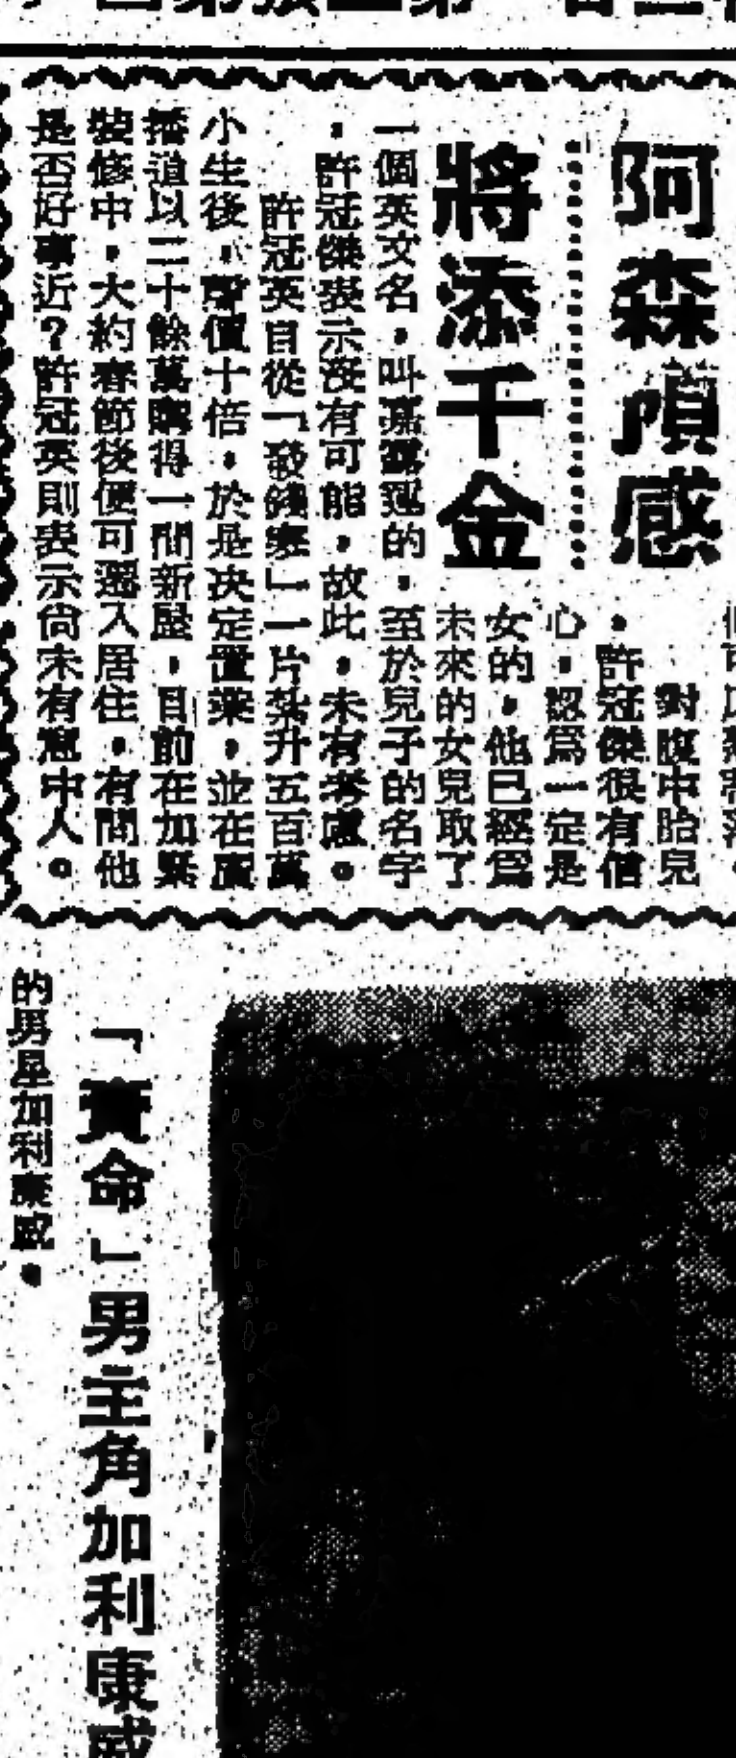 阿森預感
將添千金
對腹中胎兒
，許冠傑很有信
心，認爲一定是
女的，他已經爲
未來的女兒取了
一個英文名，叫嘉露
的，至於兒子的名字
，許冠傑表示沒有可能，故此，未有考慮。
許冠英自從「發錢寒」一片紮升五百萬
小生後，聲價十倍，於是決定置業，並在廣
播道以二十餘萬購得一間新屋，目前在加緊
裝修中，大約春節後便可遷入居住，有問他
是否好事近？許冠英則表示尙未有意中人。
「賣命」男主角加利康威
的男星加利康威。